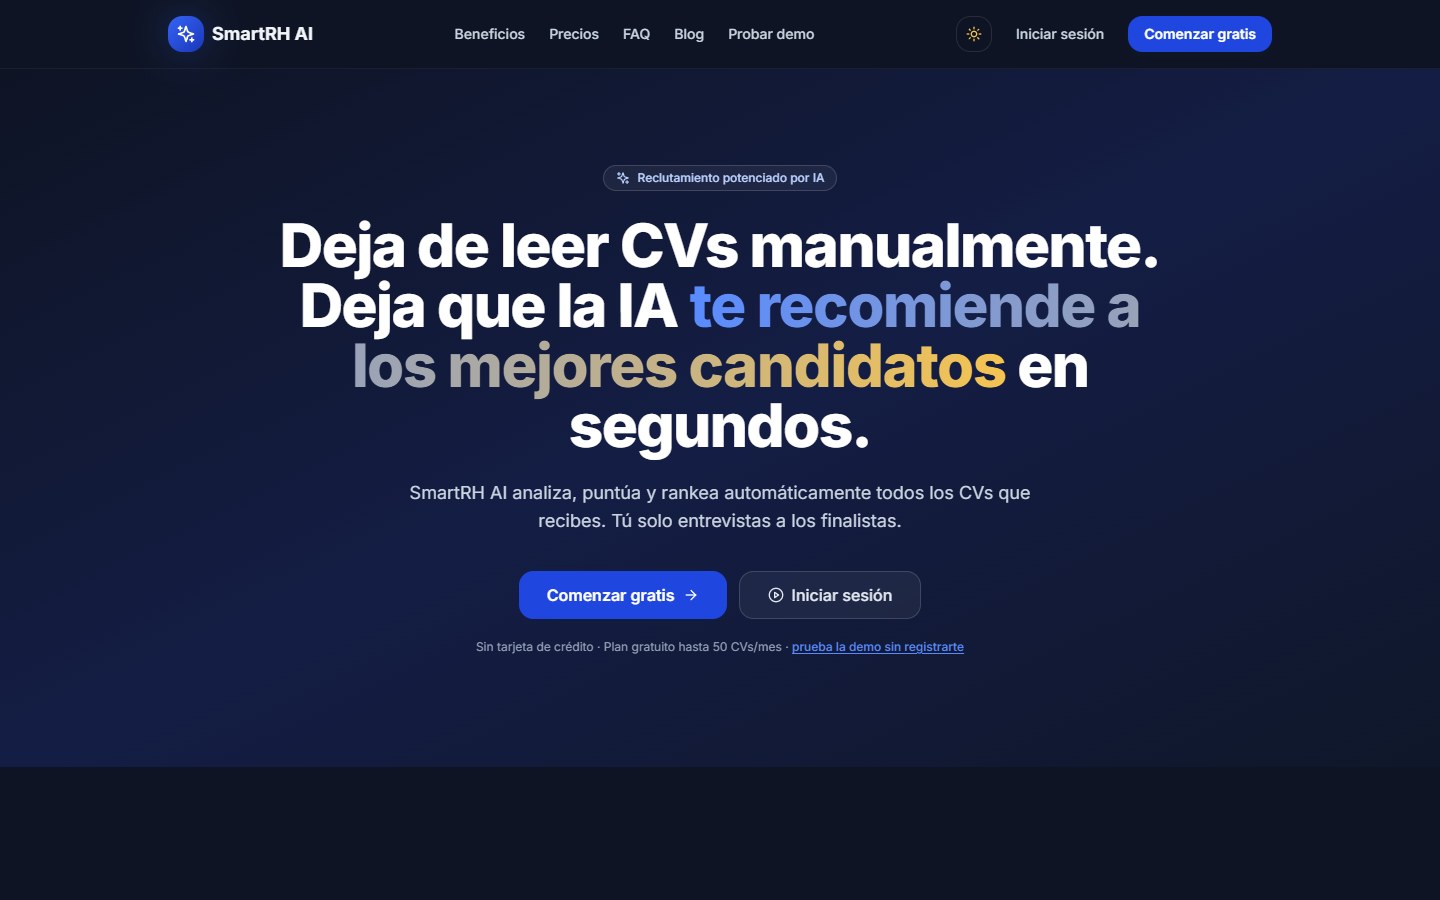 SmartRH AI
Beneficios
Precios
FAQ
Blog
Probar demo
Iniciar sesión
Comenzar gratis
Reclutamiento potenciado por IA
Deja de leer CVs manualmente.
Deja que la IA te recomiende a
los mejores candidatos en
segundos.
SmartRH AI analiza, puntúa y rankea automáticamente todos los CVs que
recibes. Tú solo entrevistas a los finalistas.
Comenzar gratis
Iniciar sesión
Sin tarjeta de crédito · Plan gratuito hasta 50 CVs/mes · prueba la demo sin registrarte